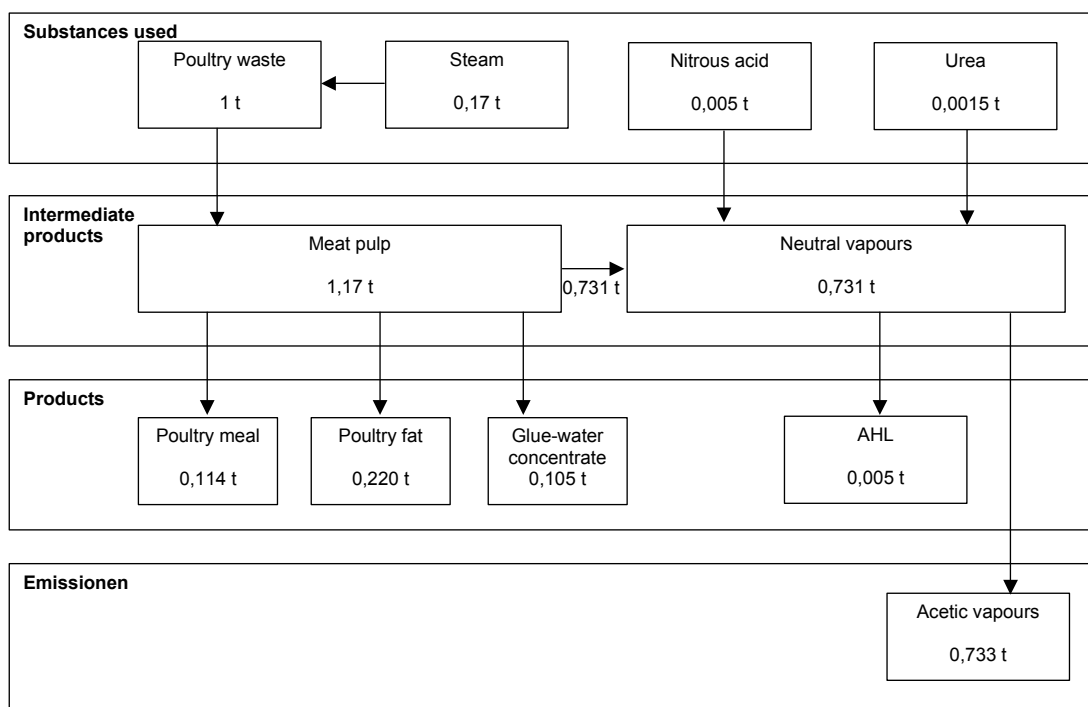 Substances used
Poultry waste
1 t
Steam
0,17 t
Nitrous acid
0,005 t
Urea
0,0015 t
Intermediate
products
Meat pulp
1,17 t
0,731 t
Neutral vapours
0,731 t
Products
Poultry meal
0,114 t
Poultry fat
0,220 t
Glue-water
concentrate
0,105 t
AHL
0,005 t
Emissionen
Acetic vapours
0,733 t